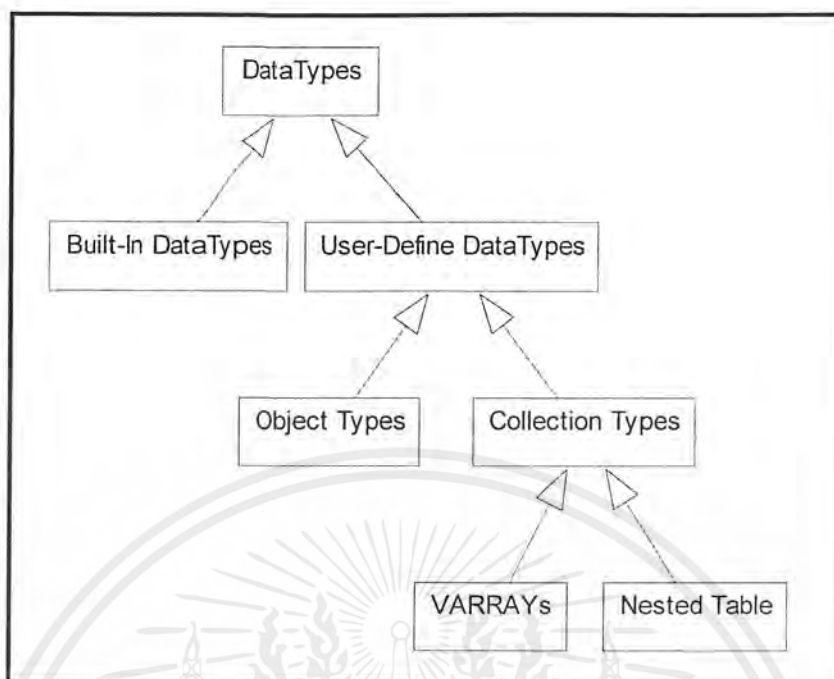 DataTypes
Built-In DataTypes
User-Define DataTypes
Object Types
Collection Types
VARRAYs
Nested Table